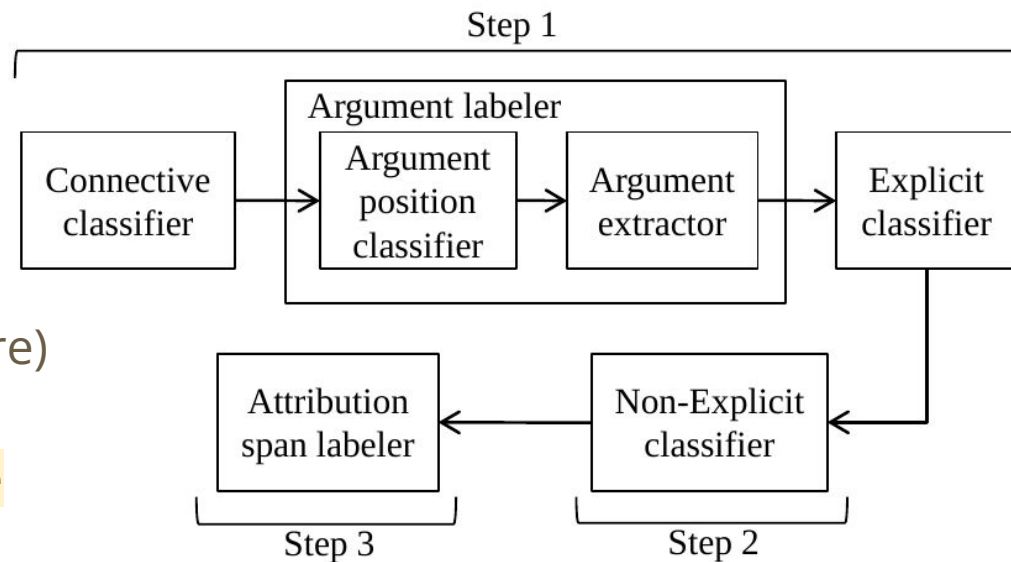 Step 1
Argument labeler
Connective
classifier
Argument
position
classifier
Argument
extractor
Explicit
classifier
re)
Attribution
span labeler
Non-Explicit
classifier
Step 3
Step 2